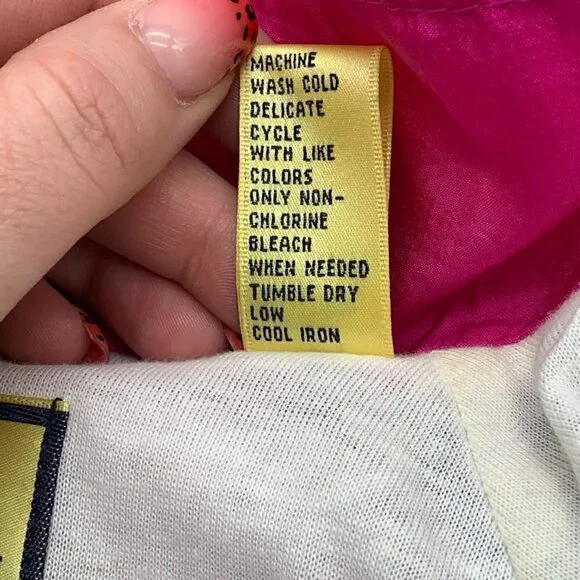 MACHINE
WASH COLD
DELICATE
CYCLE
WITH LIKE
COLORS
ONLY NON-
CHLORINE
BLEACH
WHEN NEEDED
TUMBLE DRY
LOW
COOL IRON